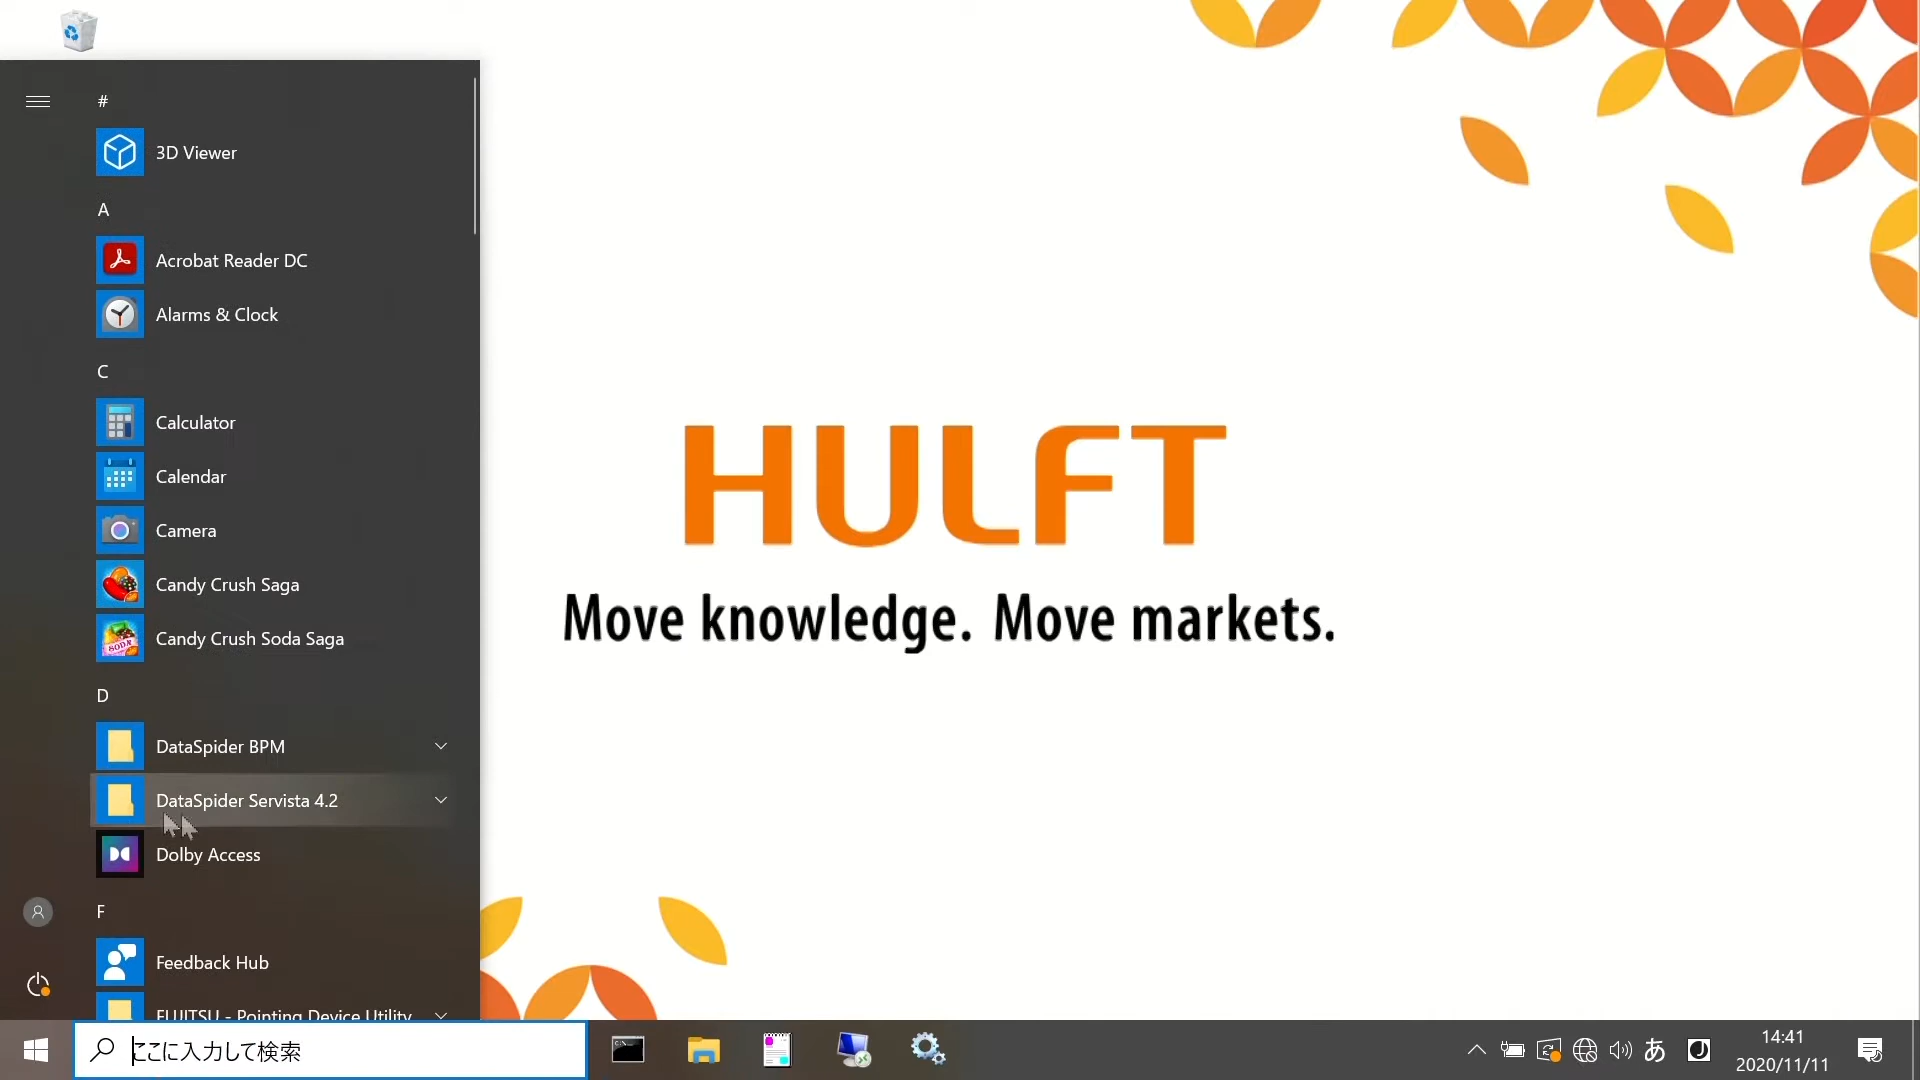 #
3D Viewer
A
Acrobat Reader DC
Alarms & Clock
C
Calculator
Calendar
Camera
Candy Crush Saga
Candy Crush Soda Saga
D
DataSpider BPM
DataSpider Servista 4.2
Dolby Access
F
Feedback Hub
FUJITSU - Pointing Device Utility
HULFT
Move knowledge. Move markets.
ここに入力して検索
あ
J
14:41
2020/11/11